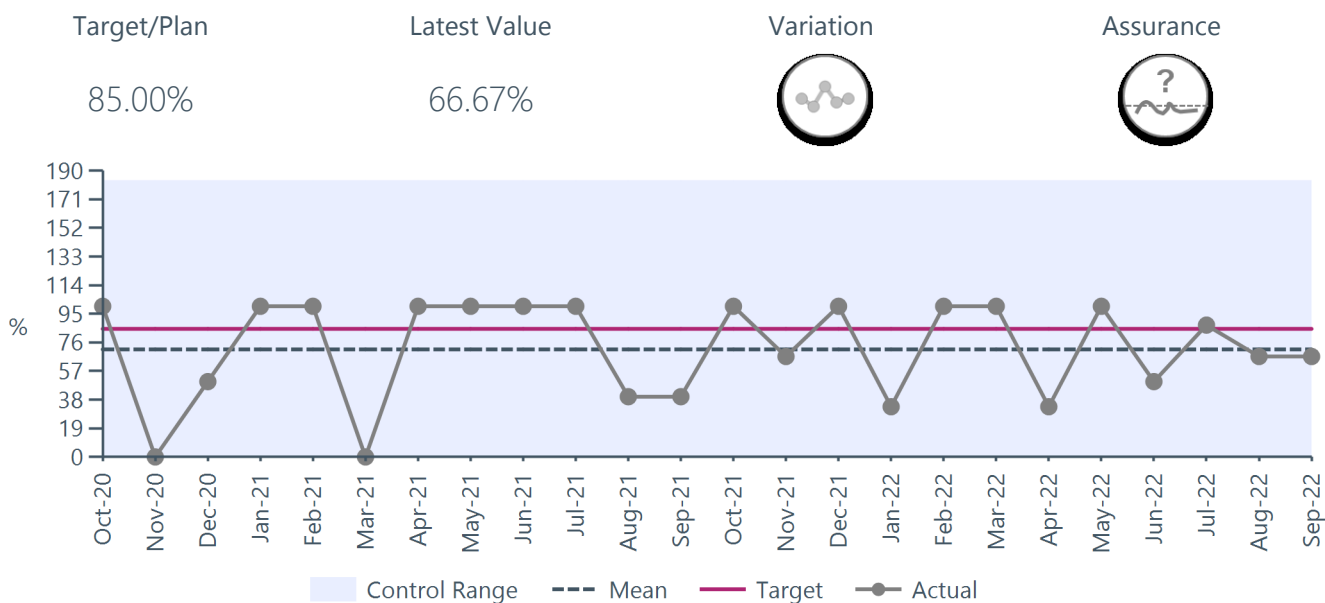 Target/Plan
Latest Value
Variation
Assurance
85.00%
66.67%
?
190
171
152
133
114
95
76
57
38
19
0
%
Oct-20
Nov-20
Dec-20
Jan-21
Feb-21
Mar-21
Apr-21
May-21
Jun-21
Jul-21
Aug-21
Sep-21
Oct-21
Nov-21
Dec-21
Jan-22
Feb-22
Mar-22
Apr-22
May-22
Jun-22
Jul-22
Aug-22
Sep-22
Control Range
Mean
Target
Actual